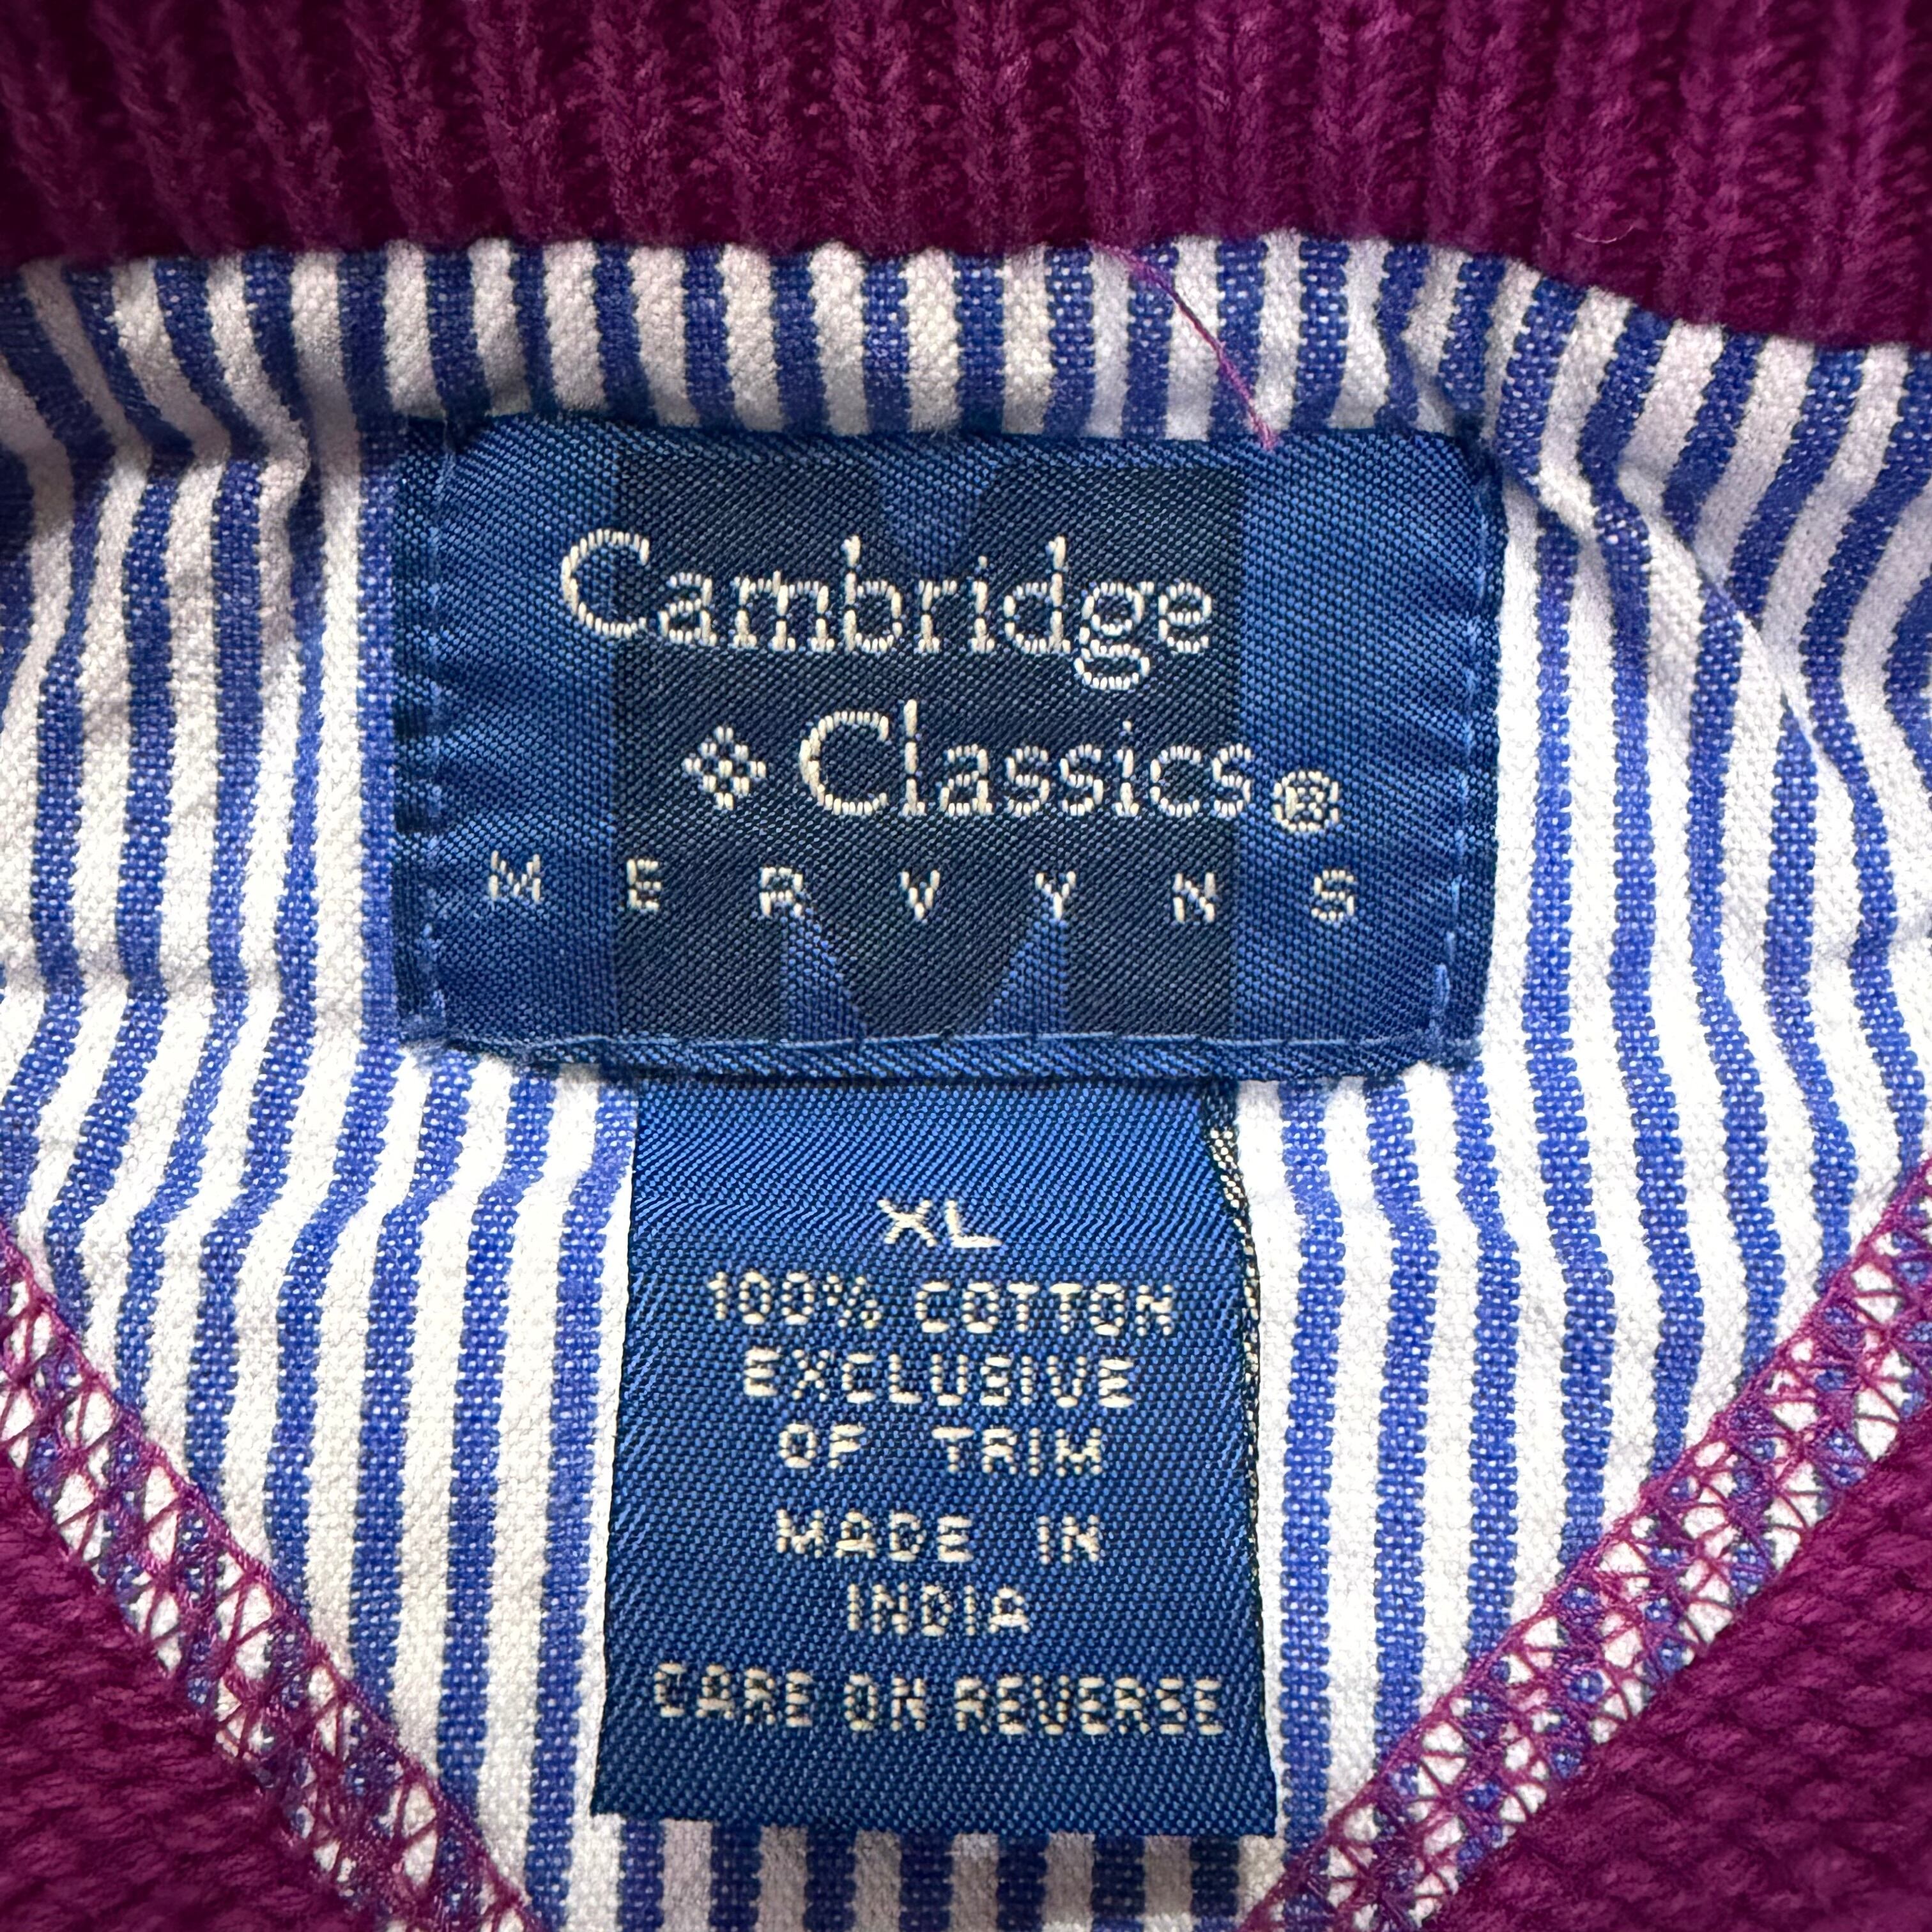 Cambridge
Classics®
MERVYNS
XL
100% COTTON
EXCLUSIVE
OF TRIM
MADE IN
INDIA
CARE ON REVERSE